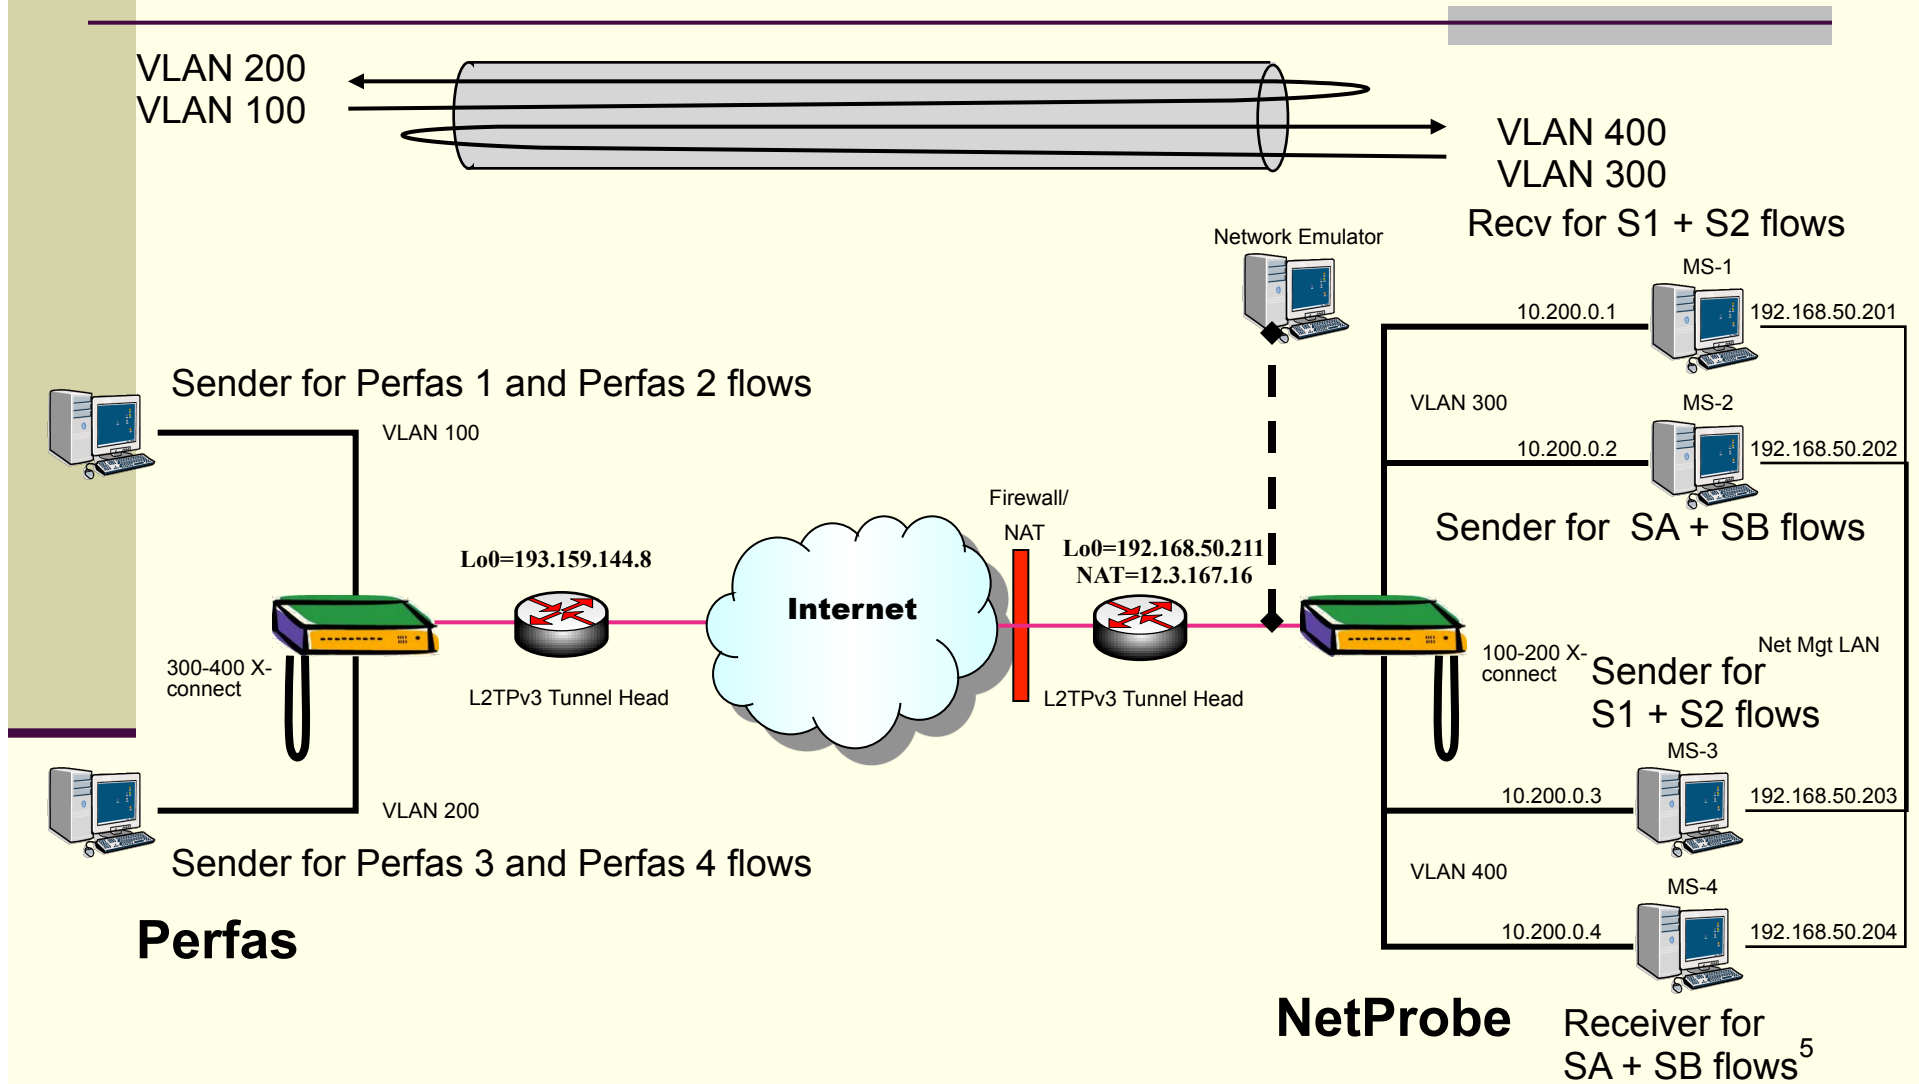 VLAN 200
VLAN 100
VLAN 400
VLAN 300
Recv for S1 + S2 flows
Network Emulator
MS-1
10.200.0.1
192.168.50.201
Sender for Perfas 1 and Perfas 2 flows
VLAN 100
VLAN 300
MS-2
10.200.0.2
192.168.50.202
Sender for SA + SB flows
Firewall/
NAT
Lo0=193.159.144.8
Lo0=192.168.50.211
NAT=12.3.167.16
Internet
300-400 X-
connect
L2TPv3 Tunnel Head
L2TPv3 Tunnel Head
100-200 X-
connect
Net Mgt LAN
Sender for
S1 + S2 flows
MS-3
10.200.0.3
192.168.50.203
VLAN 200
Sender for Perfas 3 and Perfas 4 flows
VLAN 400
MS-4
10.200.0.4
192.168.50.204
Perfas
NetProbe
Receiver for
SA + SB flows
5